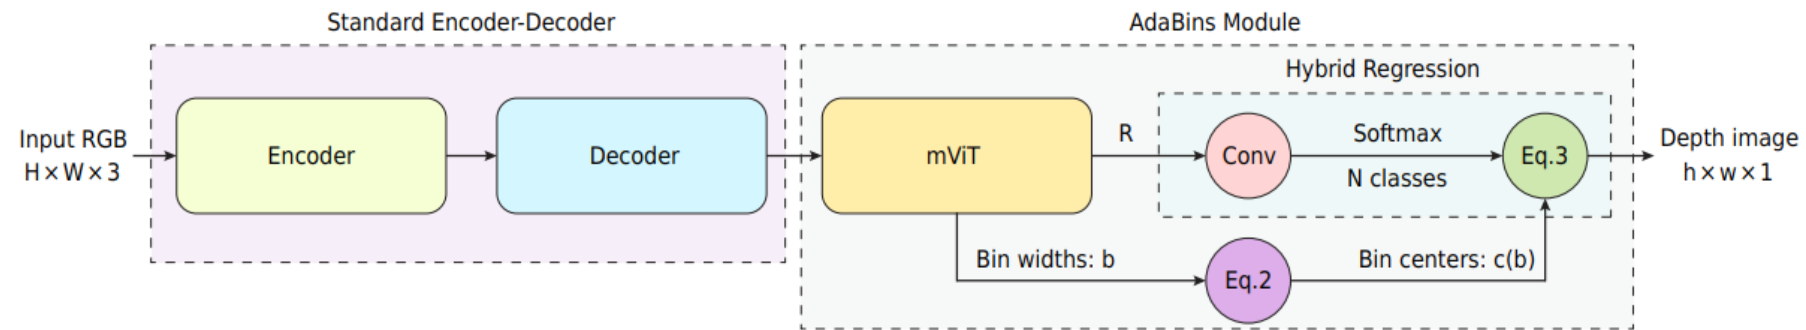 Standard Encoder-Decoder
AdaBins Module
Hybrid Regression
Input RGB
H×W×3
Encoder
Decoder
mViT
R
Conv
Softmax
N classes
Eq.3
Depth image
h×w×1
Bin widths: b
Eq.2
Bin centers: c(b)